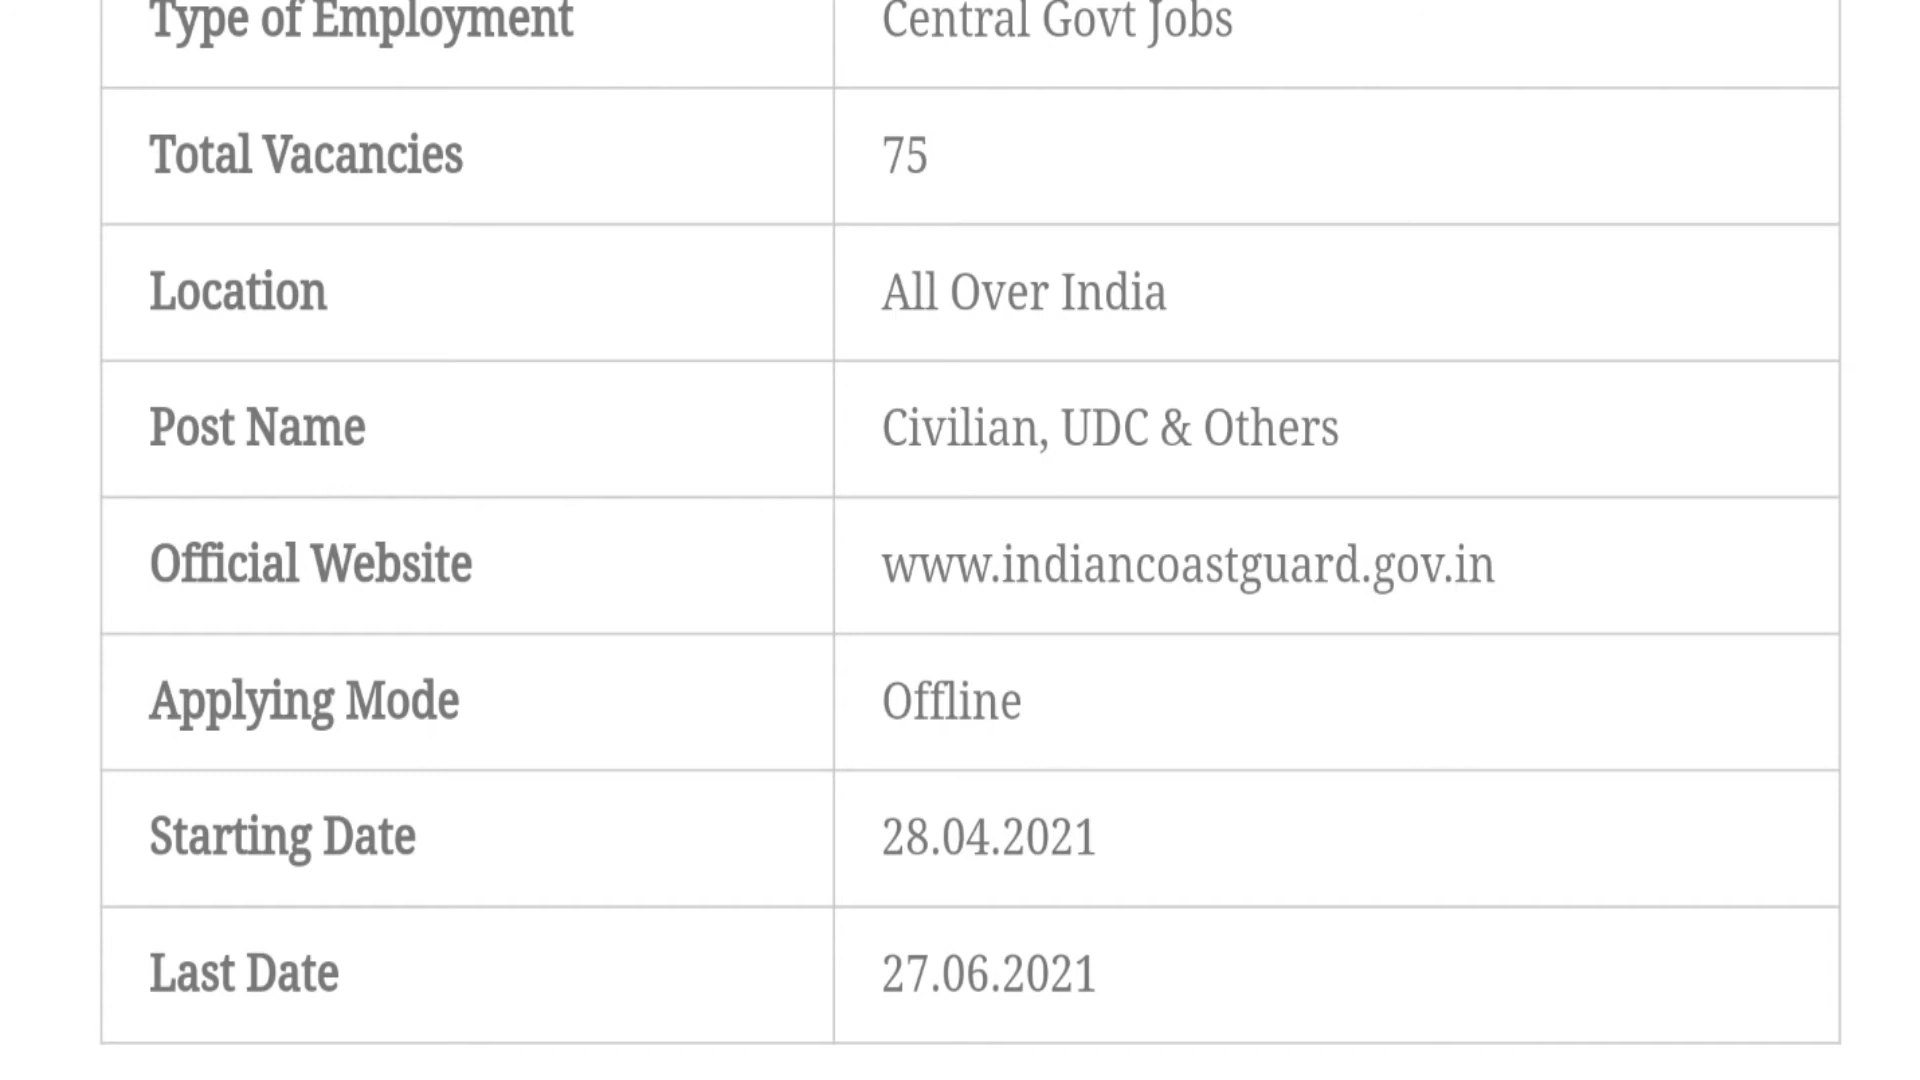 Type of Employment Central Govt Jobs
Total Vacancies 75
Location All Over India
Post Name Civilian, UDC & Others
Official Website www.indiancoastguard.gov.in
Applying Mode Offline
Starting Date 28.04.2021
Last Date 27.06.2021